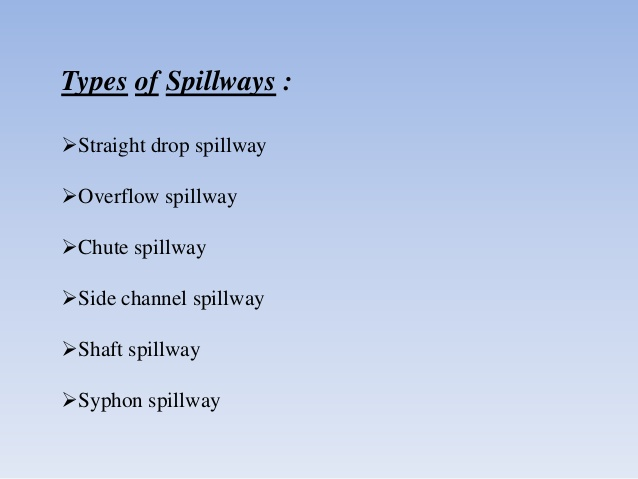 Types of Spillways :
➢Straight drop spillway
➢Overflow spillway
➢Chute spillway
➢Side channel spillway
➢Shaft spillway
➢Syphon spillway